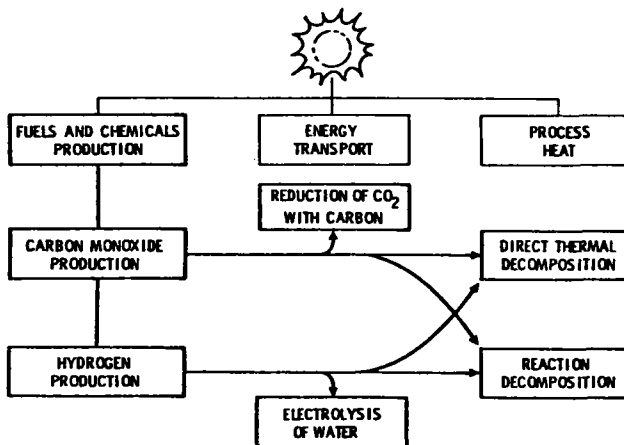 FUELS AND CHEMICALS
PRODUCTION
ENERGY
TRANSPORT
PROCESS
HEAT
REDUCTION OF CO₂
WITH CARBON
CARBON MONOXIDE
PRODUCTION
DIRECT THERMAL
DECOMPOSITION
HYDROGEN
PRODUCTION
REACTION
DECOMPOSITION
ELECTROLYSIS
OF WATER